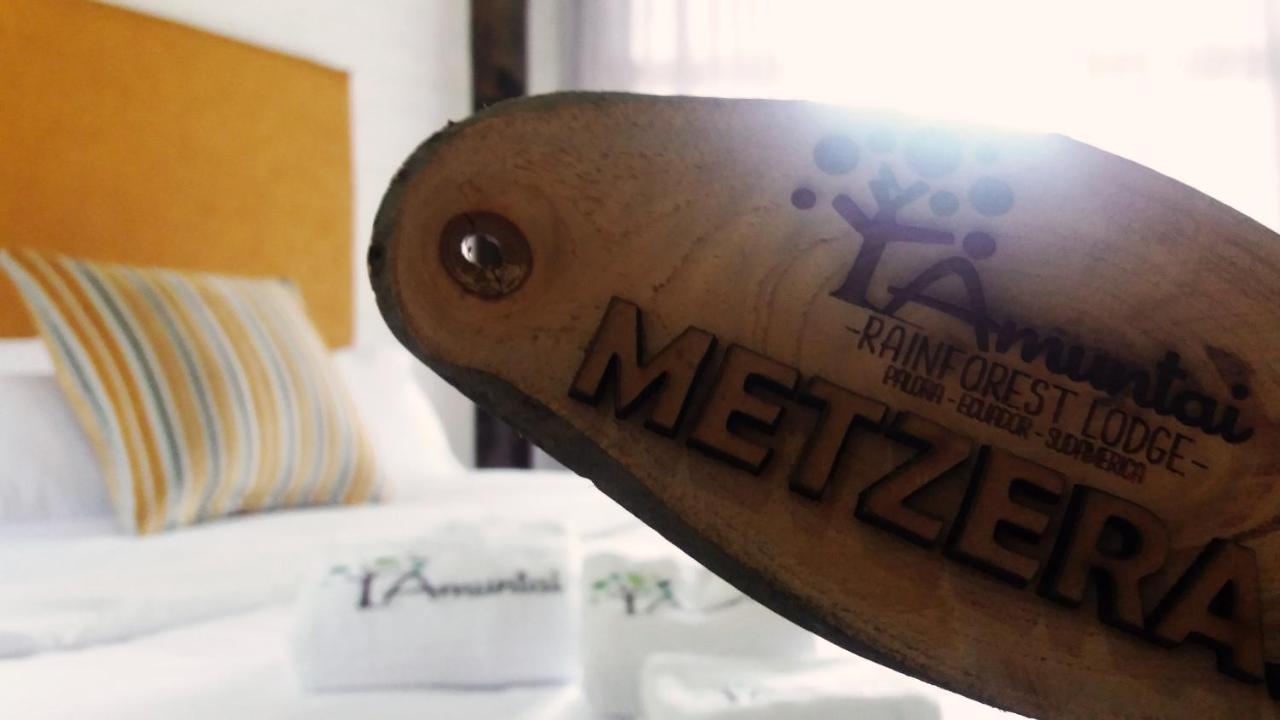 Amuntai
-RAINFOREST LODGE-
PALORA - ECUADOR - SUDAMERICA
METZERA
Amuntai